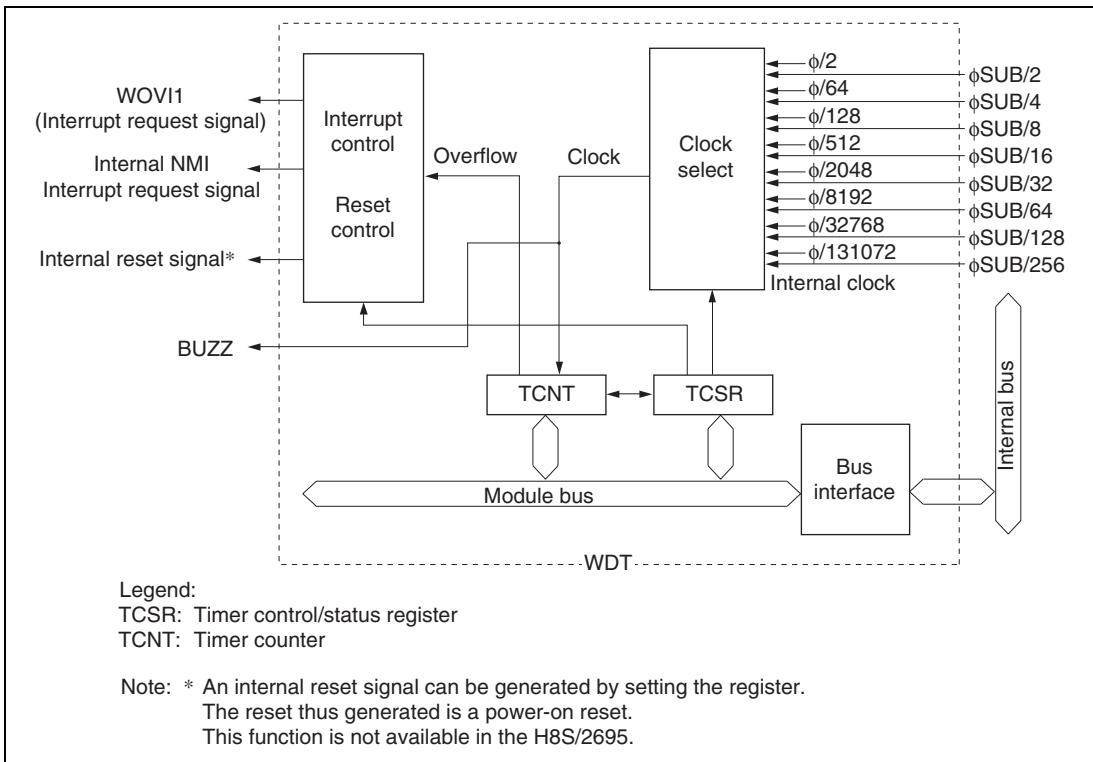 WOVI1
(Interrupt request signal)
Internal NMI
Interrupt request signal
Internal reset signal*
BUZZ
Interrupt
control
Reset
control
Overflow
Clock
Clock
select
ϕ/2
ϕ/64
ϕ/128
ϕ/512
ϕ/2048
ϕ/8192
ϕ/32768
ϕ/131072
Internal clock
ϕSUB/2
ϕSUB/4
ϕSUB/8
ϕSUB/16
ϕSUB/32
ϕSUB/64
ϕSUB/128
ϕSUB/256
TCNT
TCSR
Module bus
Bus
interface
Internal bus
WDT
Legend:
TCSR: Timer control/status register
TCNT: Timer counter
Note: * An internal reset signal can be generated by setting the register.
The reset thus generated is a power-on reset.
This function is not available in the H8S/2695.